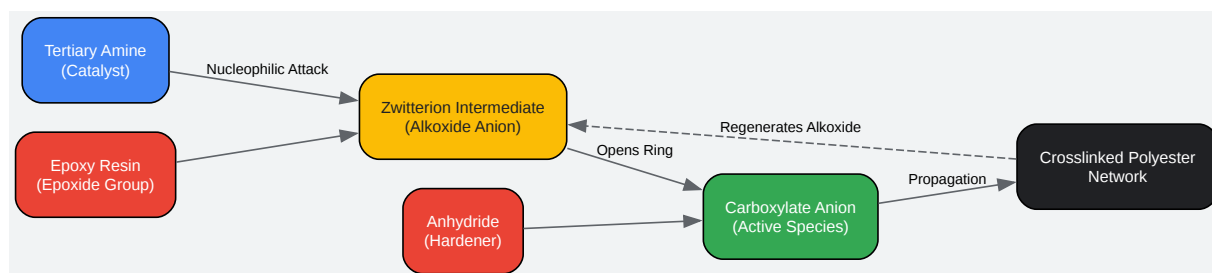 Tertiary Amine
(Catalyst)
Nucleophilic Attack
Epoxy Resin
(Epoxide Group)
Zwitterion Intermediate
(Alkoxide Anion)
Opens Ring
Regenerates Alkoxide
Anhydride
(Hardener)
Carboxylate Anion
(Active Species)
Propagation
Crosslinked Polyester
Network